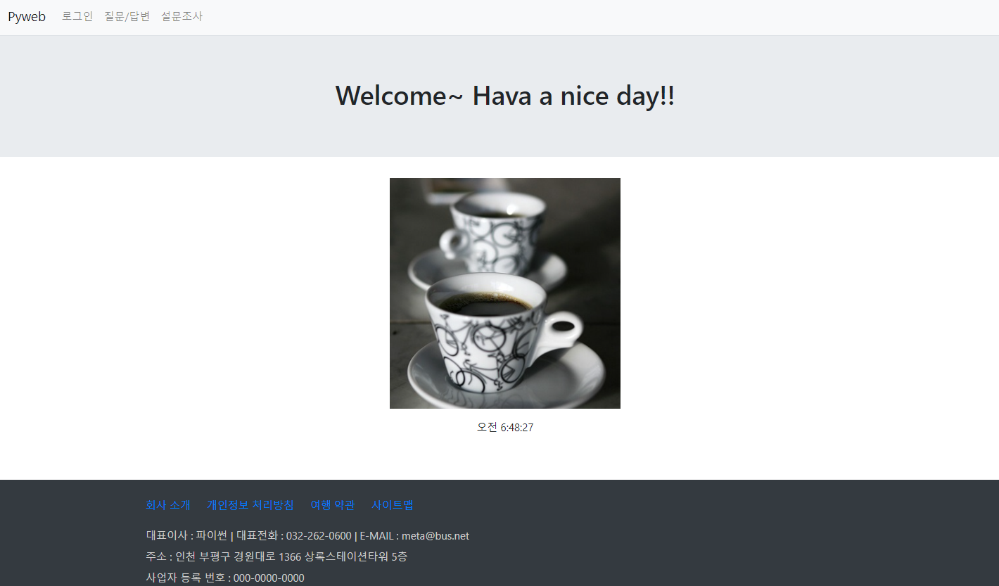 Pyweb 로그인 질문/답변 설문조사
Welcome~ Hava a nice day!!
오전 6:48:27
회사 소개 개인정보 처리방침 여행 약관 사이트맵
대표이사 : 파이썬 | 대표전화 : 032-262-0600 | E-MAIL : meta@bus.net
주소 : 인천 부평구 경원대로 1366 상록스테이션타워 5층
사업자 등록 번호 : 000-0000-0000